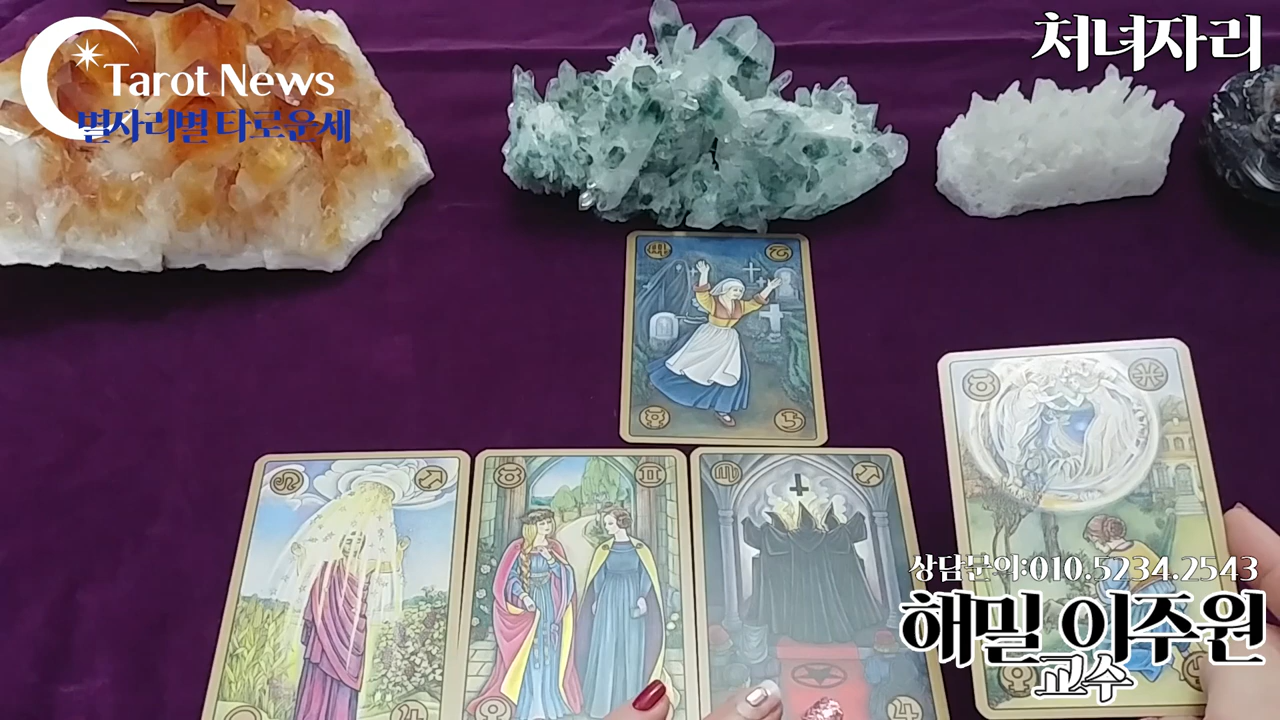 Tarot News
별자리별 타로운세
처녀자리
상담문의:010.5234.2543
해밀 이주원
교수